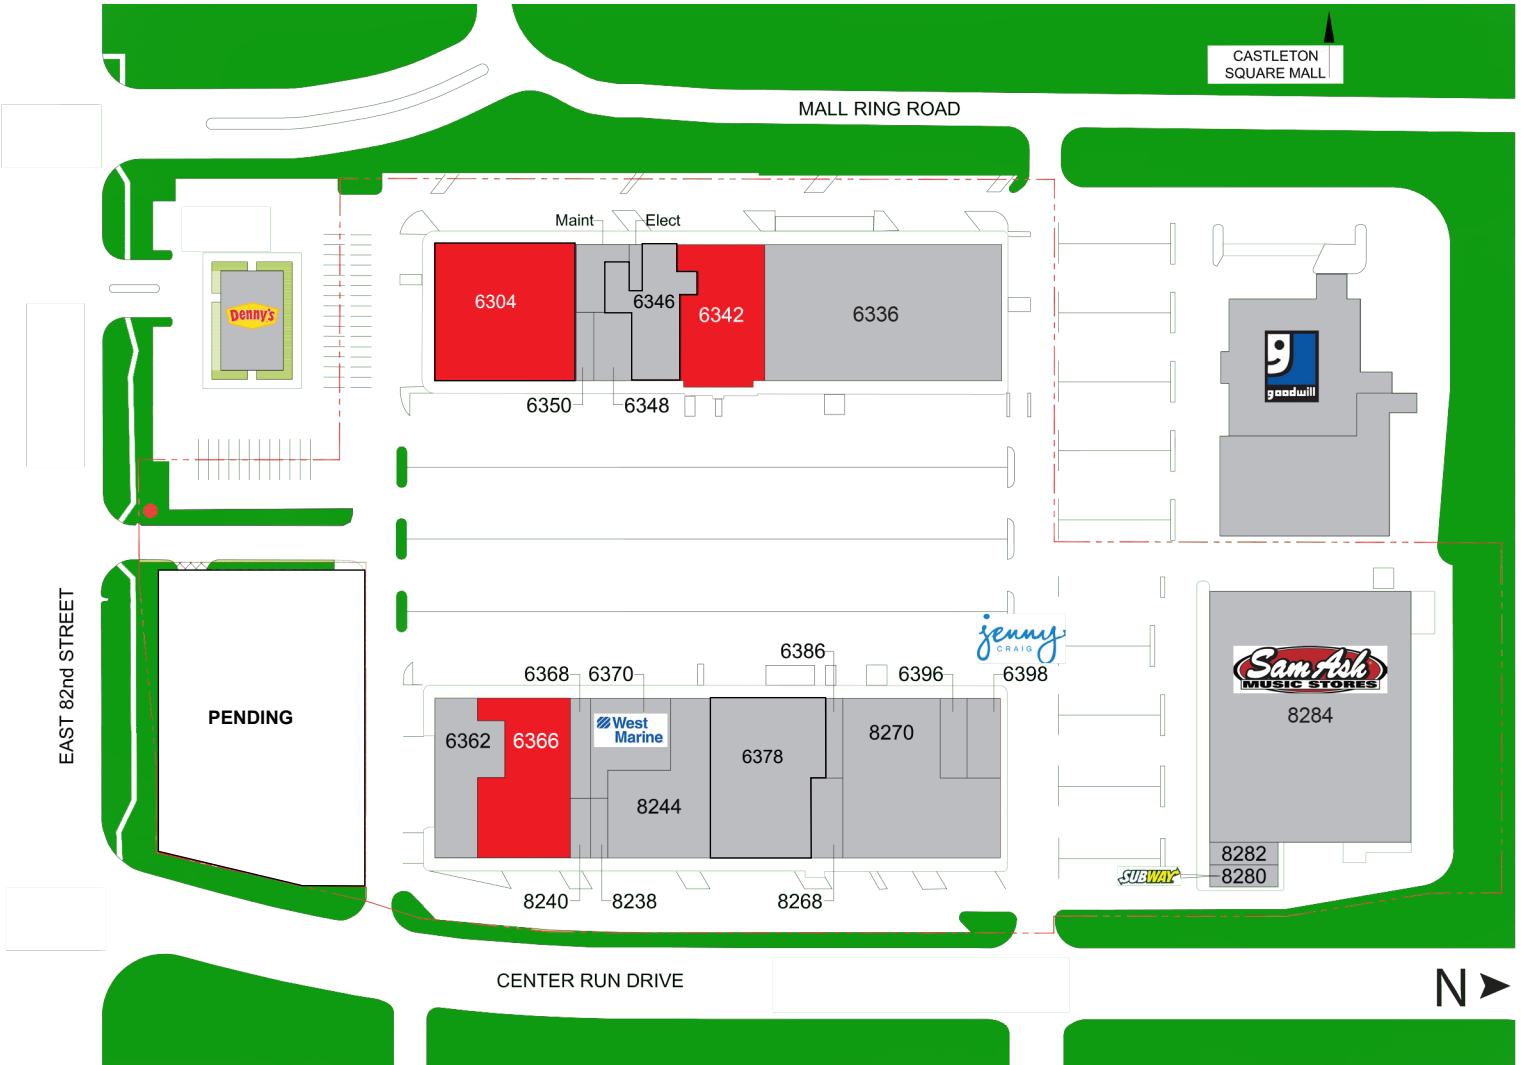 CASTLETON
SQUARE MALL
MALL RING ROAD
Maint
Elect
6304
6346
6342
6336
Denny's
goodwill
6350
6348
EAST 82nd STREET
PENDING
jenny
CRAIG
6386
6368
6370
6396
6398
Sam Ash
MUSIC STORES
8284
6362
6366
West
Marine
6378
8270
8244
8282
8280
SUBWAY
8240
8238
8268
CENTER RUN DRIVE
N